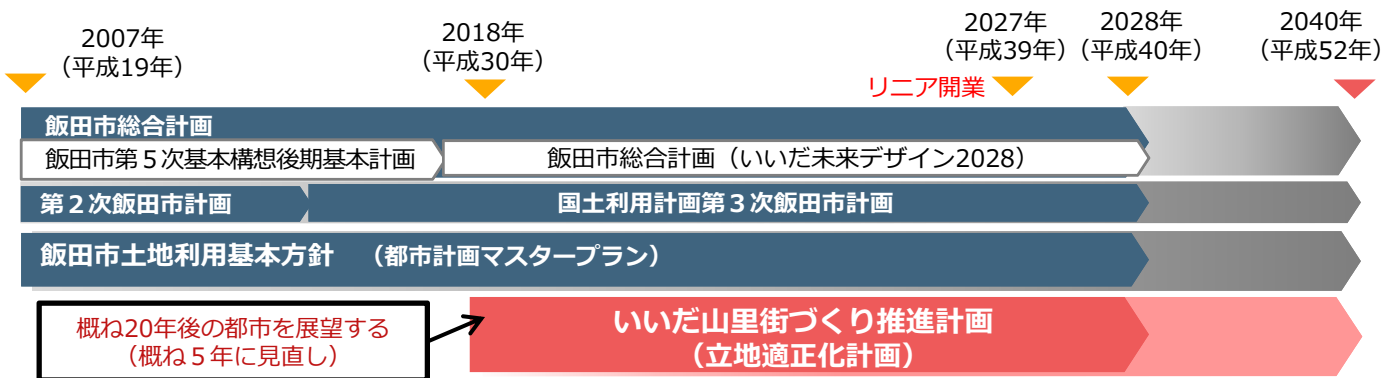 2007年
（平成19年）
2018年
（平成30年）
2027年
（平成39年）
2028年
（平成40年）
2040年
（平成52年）
リニア開業
飯田市総合計画
飯田市第５次基本構想後期基本計画
飯田市総合計画（いいだ未来デザイン2028）
第２次飯田市計画
国土利用計画第３次飯田市計画
飯田市土地利用基本方針　（都市計画マスタープラン）
概ね20年後の都市を展望する
（概ね５年に見直し）
いいだ山里街づくり推進計画
（立地適正化計画）